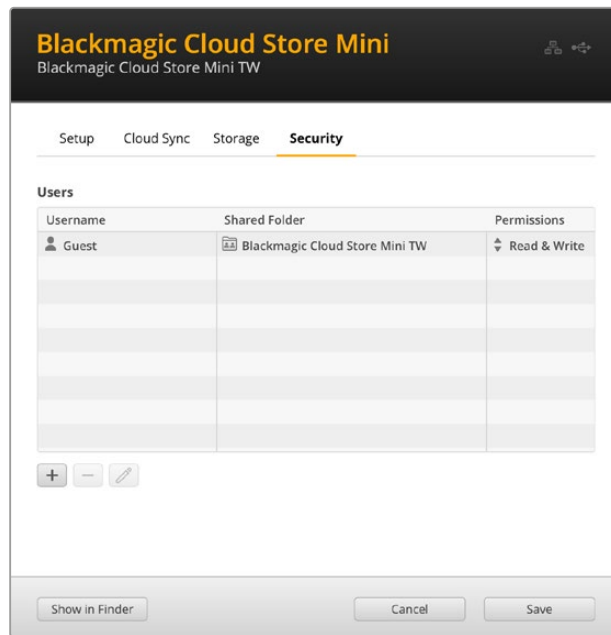 Blackmagic Cloud Store Mini
Blackmagic Cloud Store Mini TW
Setup Cloud Sync Storage Security
Users
Username Shared Folder Permissions
Guest Blackmagic Cloud Store Mini TW Read & Write
Show in Finder Cancel Save